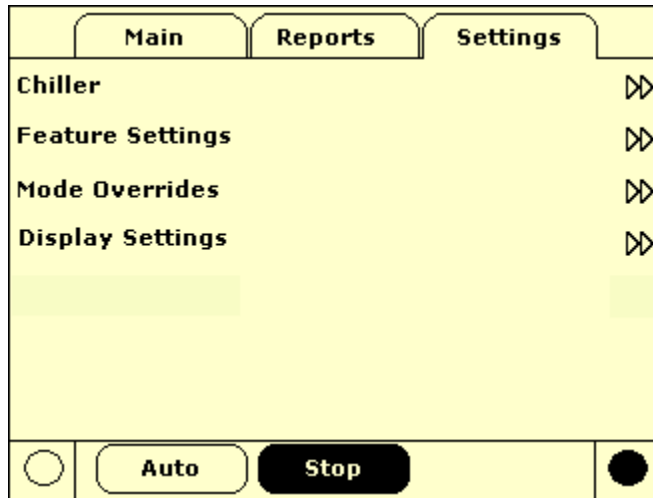 Main Reports Settings
Chiller
Feature Settings
Mode Overrides
Display Settings
Auto Stop